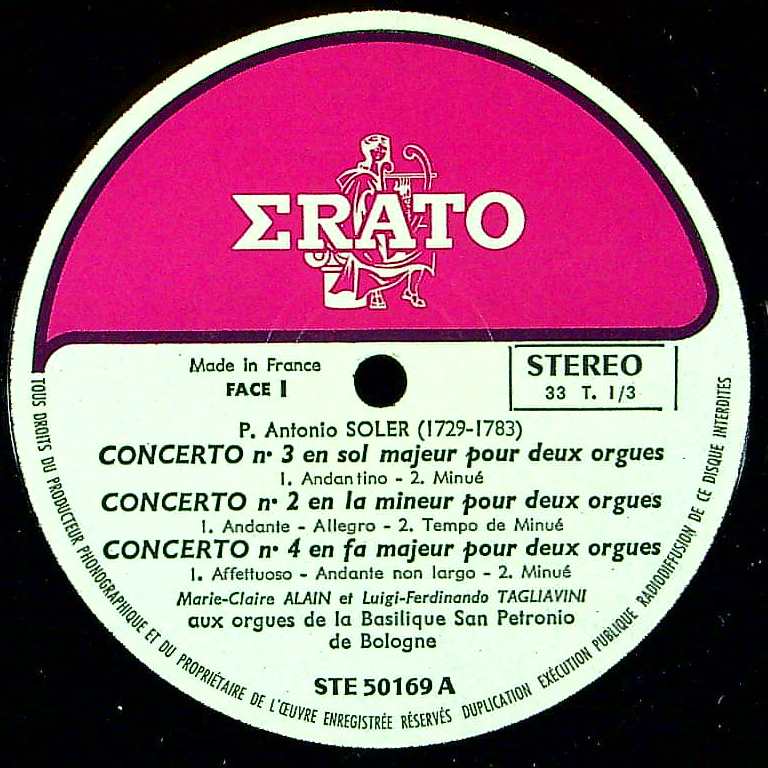 ΣRATO
Made in France
FACE 1
STEREO
33 T. 1/3
P. Antonio SOLER (1729-1783)
CONCERTO n• 3 en sol majeur pour deux orgues
1. Andantino - 2. Minué
CONCERTO n• 2 en la mineur pour deux orgues
1. Andante - Allegro - 2. Tempo de Minué
CONCERTO n• 4 en fa majeur pour deux orgues
1. Affettuoso - Andante non largo - 2. Minué
Marie-Claire ALAIN et Luigi-Ferdinando TAGLIAVINI
aux orgues de la Basilique San Petronio
de Bologne
STE 50169 A
TOUS DROITS DU PRODUCTEUR PHONOGRAPHIQUE ET DU PROPRIÉTAIRE DE L'ŒUVRE ENREGISTRÉE RÉSERVÉS DUPLICATION EXÉCUTION PUBLIQUE RADIODIFFUSION DE CE DISQUE INTERDITES